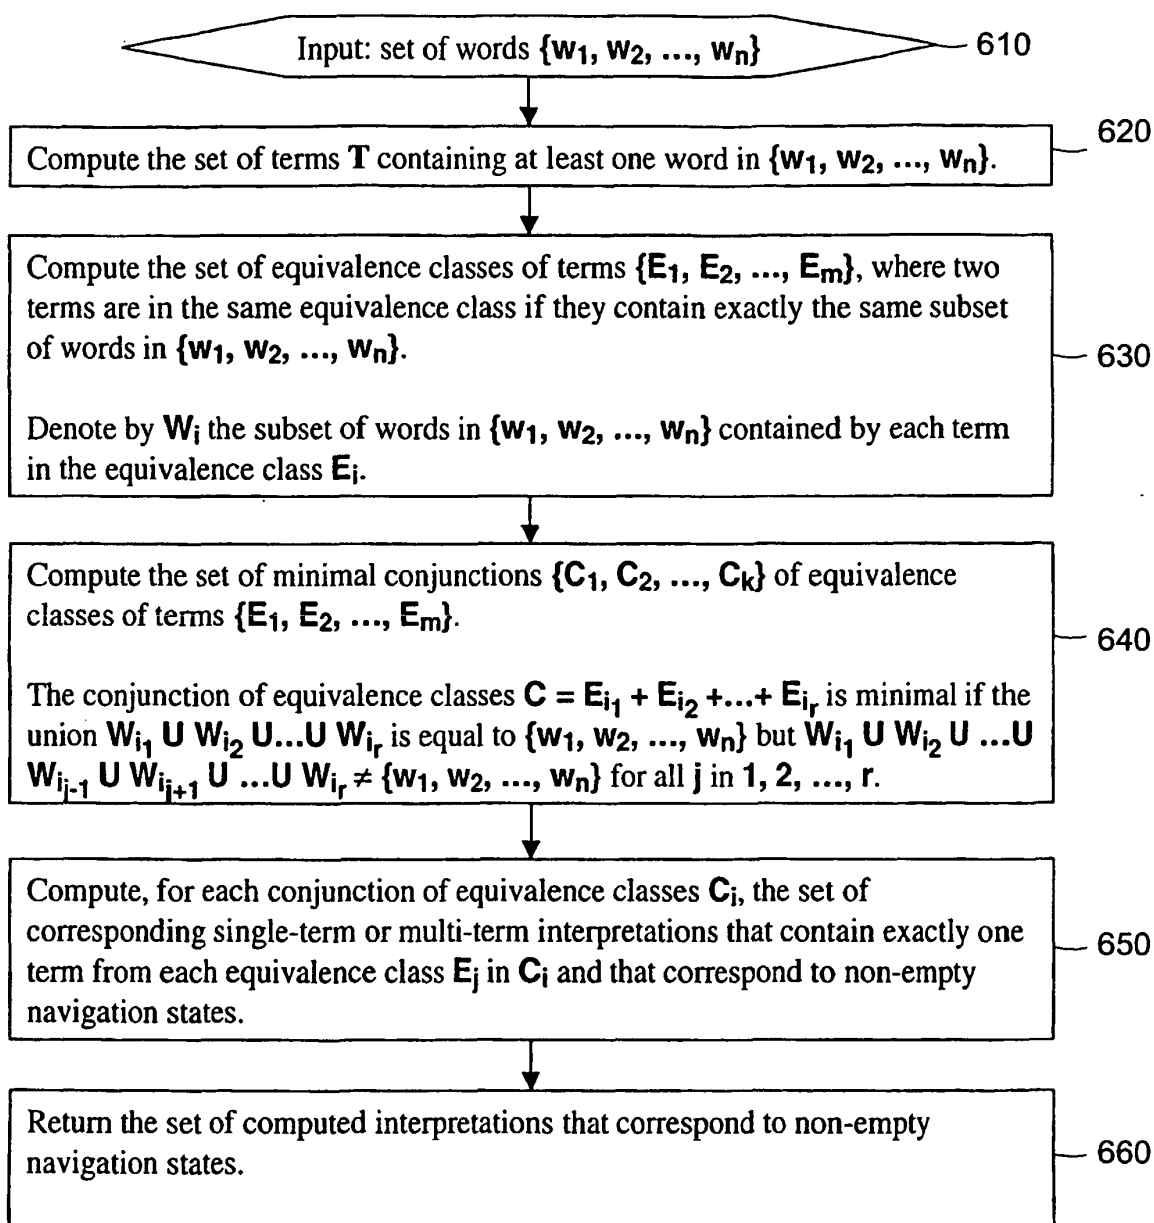 Input: set of words {w1, w2, ..., wn}
610
620
Compute the set of terms T containing at least one word in {w1, w2, ..., wn}.
Compute the set of equivalence classes of terms {E1, E2, ..., Em}, where two
terms are in the same equivalence class if they contain exactly the same subset
of words in {w1, w2, ..., wn}.
630
Denote by Wi the subset of words in {w1, w2, ..., wn} contained by each term
in the equivalence class Ei.
Compute the set of minimal conjunctions {C1, C2, ..., Ck} of equivalence
classes of terms {E1, E2, ..., Em}.
640
The conjunction of equivalence classes C = Ei1 + Ei2 +...+ Eir is minimal if the
union Wi1 U Wi2 U...U Wir is equal to {w1, w2, ..., wn} but Wi1 U Wi2 U ...U
Wij-1 U Wij+1 U ...U Wir ≠ {w1, w2, ..., wn} for all j in 1, 2, ..., r.
Compute, for each conjunction of equivalence classes Ci, the set of
corresponding single-term or multi-term interpretations that contain exactly one
term from each equivalence class Ej in Ci and that correspond to non-empty
navigation states.
650
Return the set of computed interpretations that correspond to non-empty
navigation states.
660